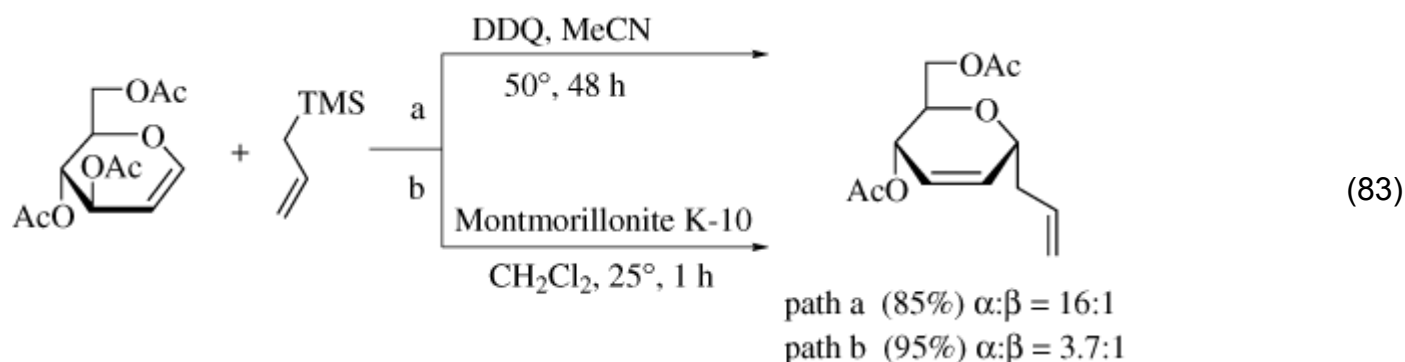 DDQ, MeCN
50°, 48 h
OAc
O
OAc
AcO
+
TMS
a
b
Montmorillonite K-10
CH₂Cl₂, 25°, 1 h
OAc
O
AcO
(83)
path a (85%) α:β = 16:1
path b (95%) α:β = 3.7:1